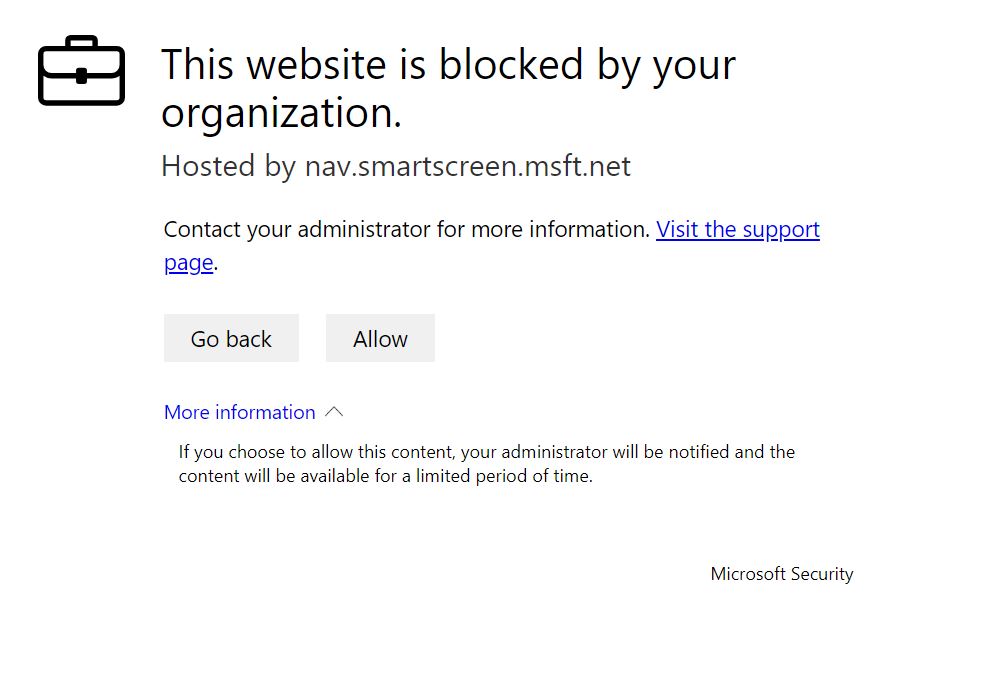 This website is blocked by your
organization.
Hosted by nav.smartscreen.msft.net
Contact your administrator for more information. Visit the support
page.
Go back Allow
More information
If you choose to allow this content, your administrator will be notified and the
content will be available for a limited period of time.
Microsoft Security